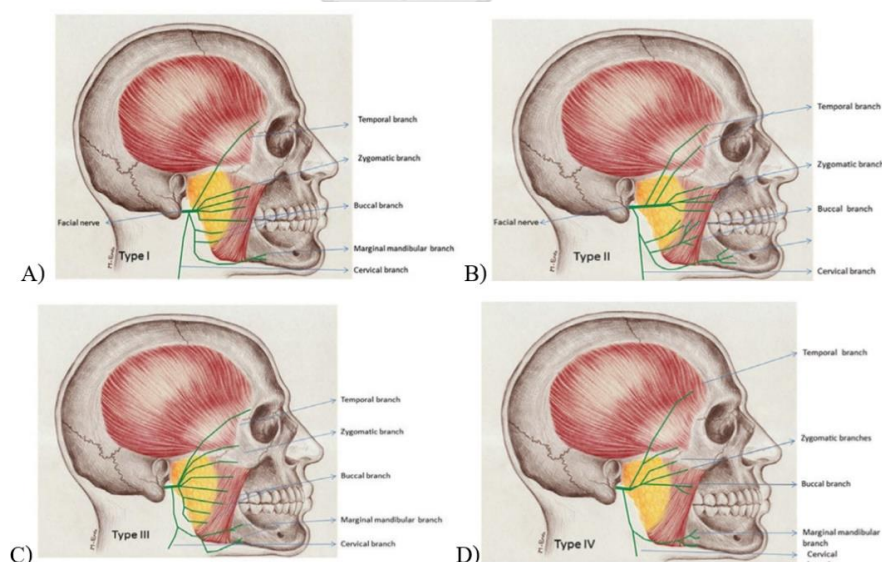 Temporal branch
Zygomatic branch
Buccal branch
Facial nerve
Marginal mandibular branch
Type I
Cervical branch
A)
Temporal branch
Zygomatic branch
Buccal branch
Facial nerve
Type II
Cervical branch
B)
Temporal branch
Zygomatic branch
Buccal branch
Marginal mandibular branch
Type III
Cervical branch
C)
Temporal branch
Zygomatic branches
Buccal branch
Marginal mandibular
branch
Type IV
Cervical
D)